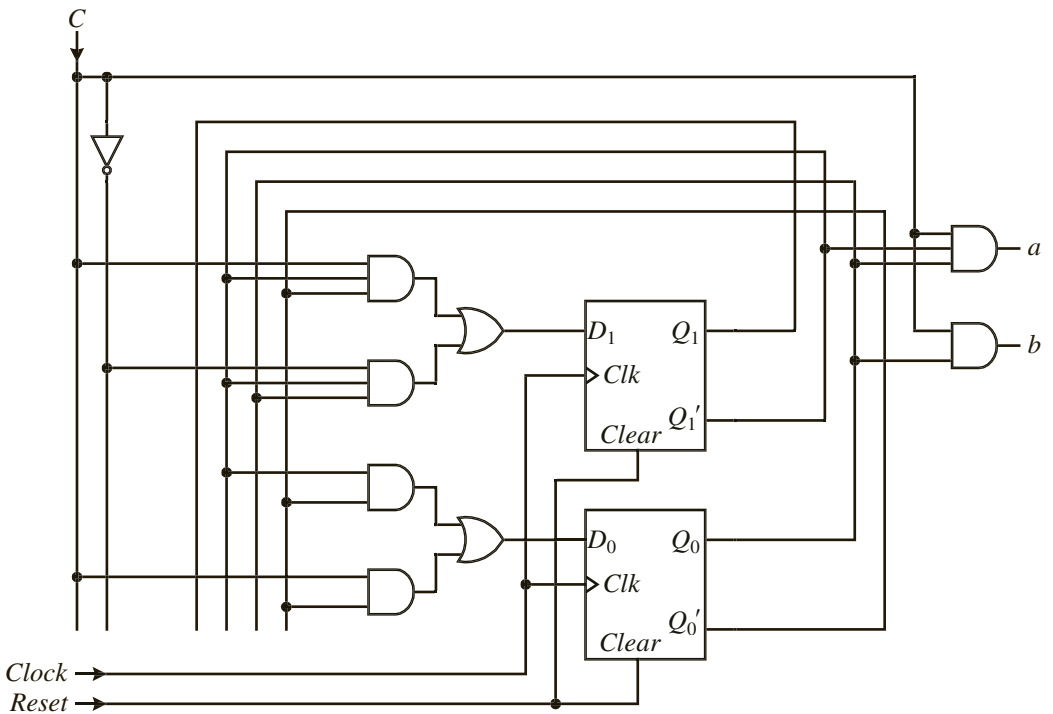 C
a
D₁
Q₁
b
Clk
Q₁′
Clear
D₀
Q₀
Clk
Q₀′
Clear
Clock
Reset